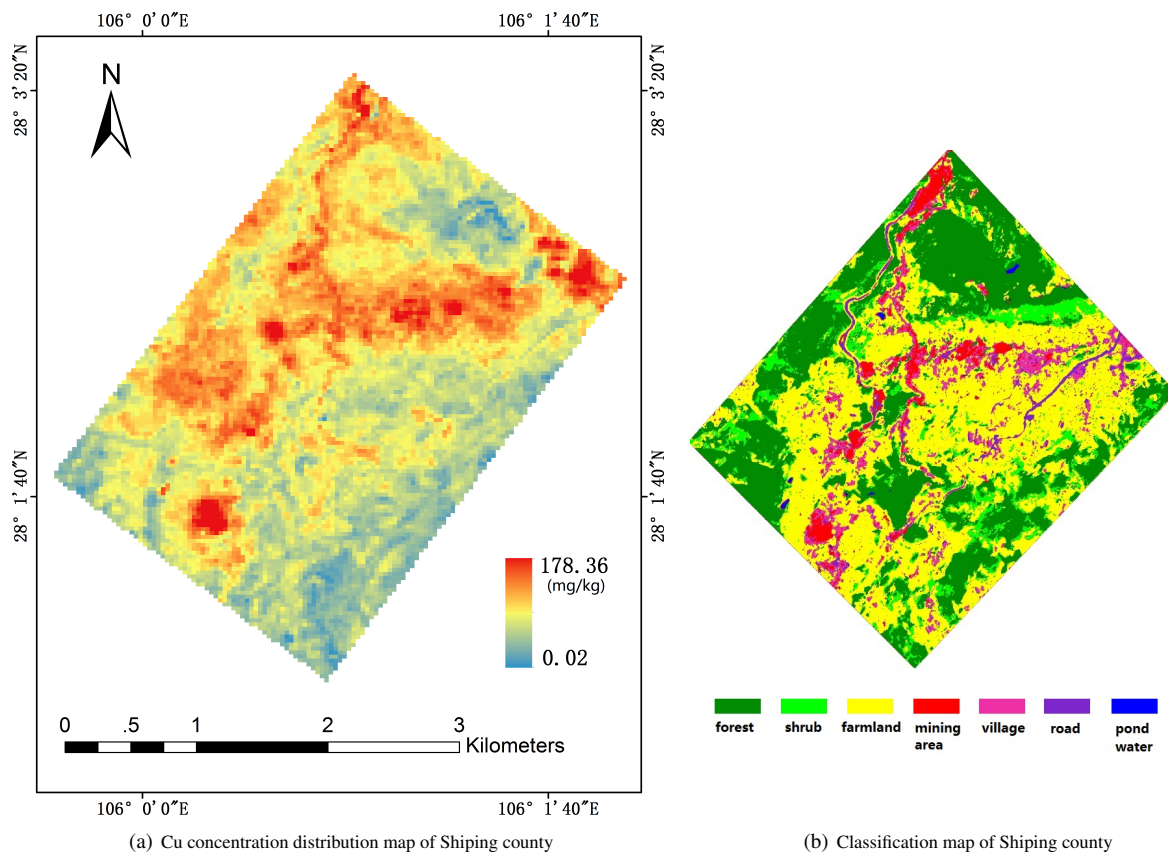 106° 0′0″E
106° 1′40″E
28° 3′20″N
28° 3′20″N
N
28° 1′40″N
28° 1′40″N
178.36
(mg/kg)
0.02
0 .5 1 2 3
Kilometers
106° 0′0″E
106° 1′40″E
forest shrub farmland mining area village road pond water
(a) Cu concentration distribution map of Shiping county
(b) Classification map of Shiping county